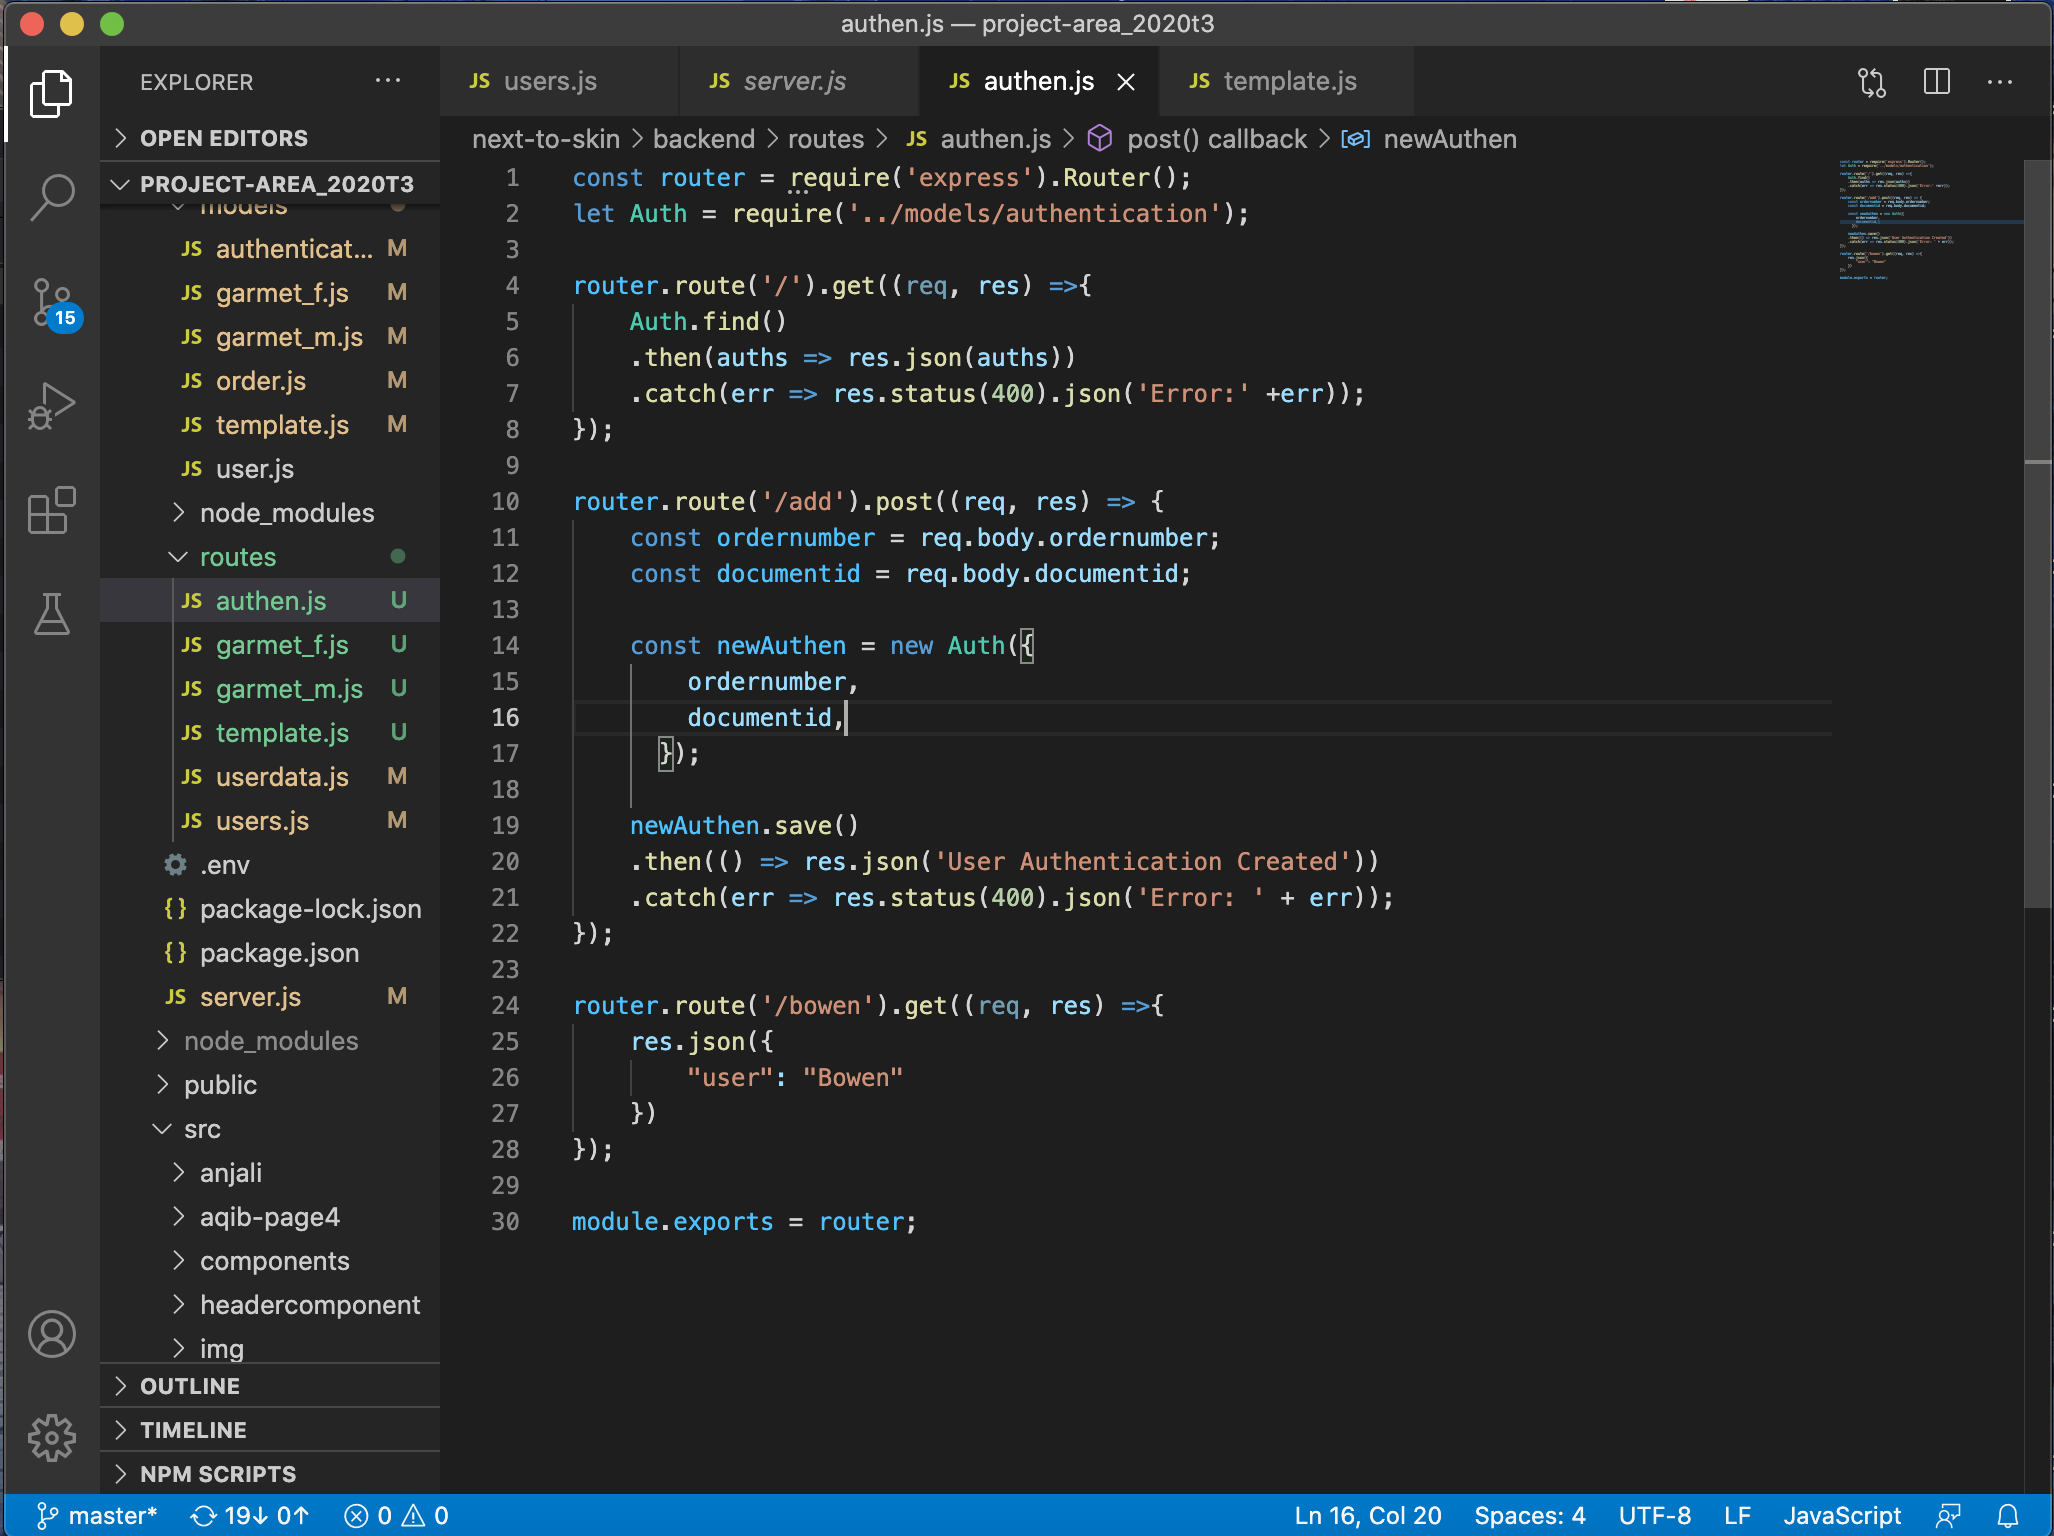 authen.js — project-area_2020t3
EXPLORER
OPEN EDITORS
PROJECT-AREA_2020T3
models
JS authenticat... M
JS garmet_f.js M
JS garmet_m.js M
JS order.js M
JS template.js M
JS user.js
node_modules
routes
JS authen.js U
JS garmet_f.js U
JS garmet_m.js U
JS template.js U
JS userdata.js M
JS users.js M
.env
{} package-lock.json
{} package.json
JS server.js M
node_modules
public
src
anjali
aqib-page4
components
headercomponent
img
OUTLINE
TIMELINE
NPM SCRIPTS
15
JS users.js
JS server.js
JS authen.js
JS template.js
next-to-skin > backend > routes > JS authen.js > post() callback > newAuthen
1 const router = require('express').Router();
2 let Auth = require('../models/authentication');
3
4 router.route('/').get((req, res) =>{
5 Auth.find()
6 .then(auths => res.json(auths))
7 .catch(err => res.status(400).json('Error:' +err));
8 });
9
10 router.route('/add').post((req, res) => {
11 const ordernumber = req.body.ordernumber;
12 const documentid = req.body.documentid;
13
14 const newAuthen = new Auth({
15 ordernumber,
16 documentid,
17 });
18
19 newAuthen.save()
20 .then(() => res.json('User Authentication Created'))
21 .catch(err => res.status(400).json('Error: ' + err));
22 });
23
24 router.route('/bowen').get((req, res) =>{
25 res.json({
26 "user": "Bowen"
27 })
28 });
29
30 module.exports = router;
master* 19↓ 0↑ 0 0
Ln 16, Col 20 Spaces: 4 UTF-8 LF JavaScript